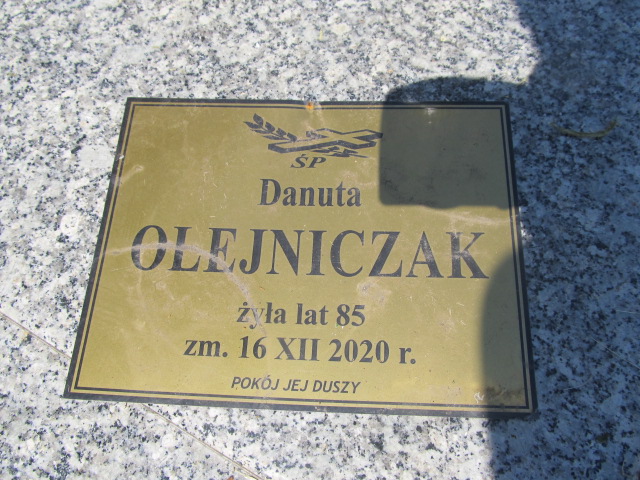 ŚP
Danuta
OLEJNICZAK
żyła lat 85
zm. 16 XII 2020 r.
POKÓJ JEJ DUSZY